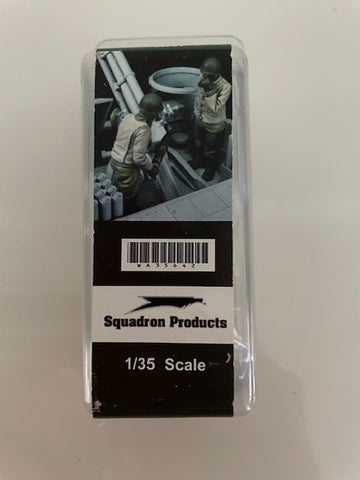 WA35642
Squadron Products
1/35 Scale